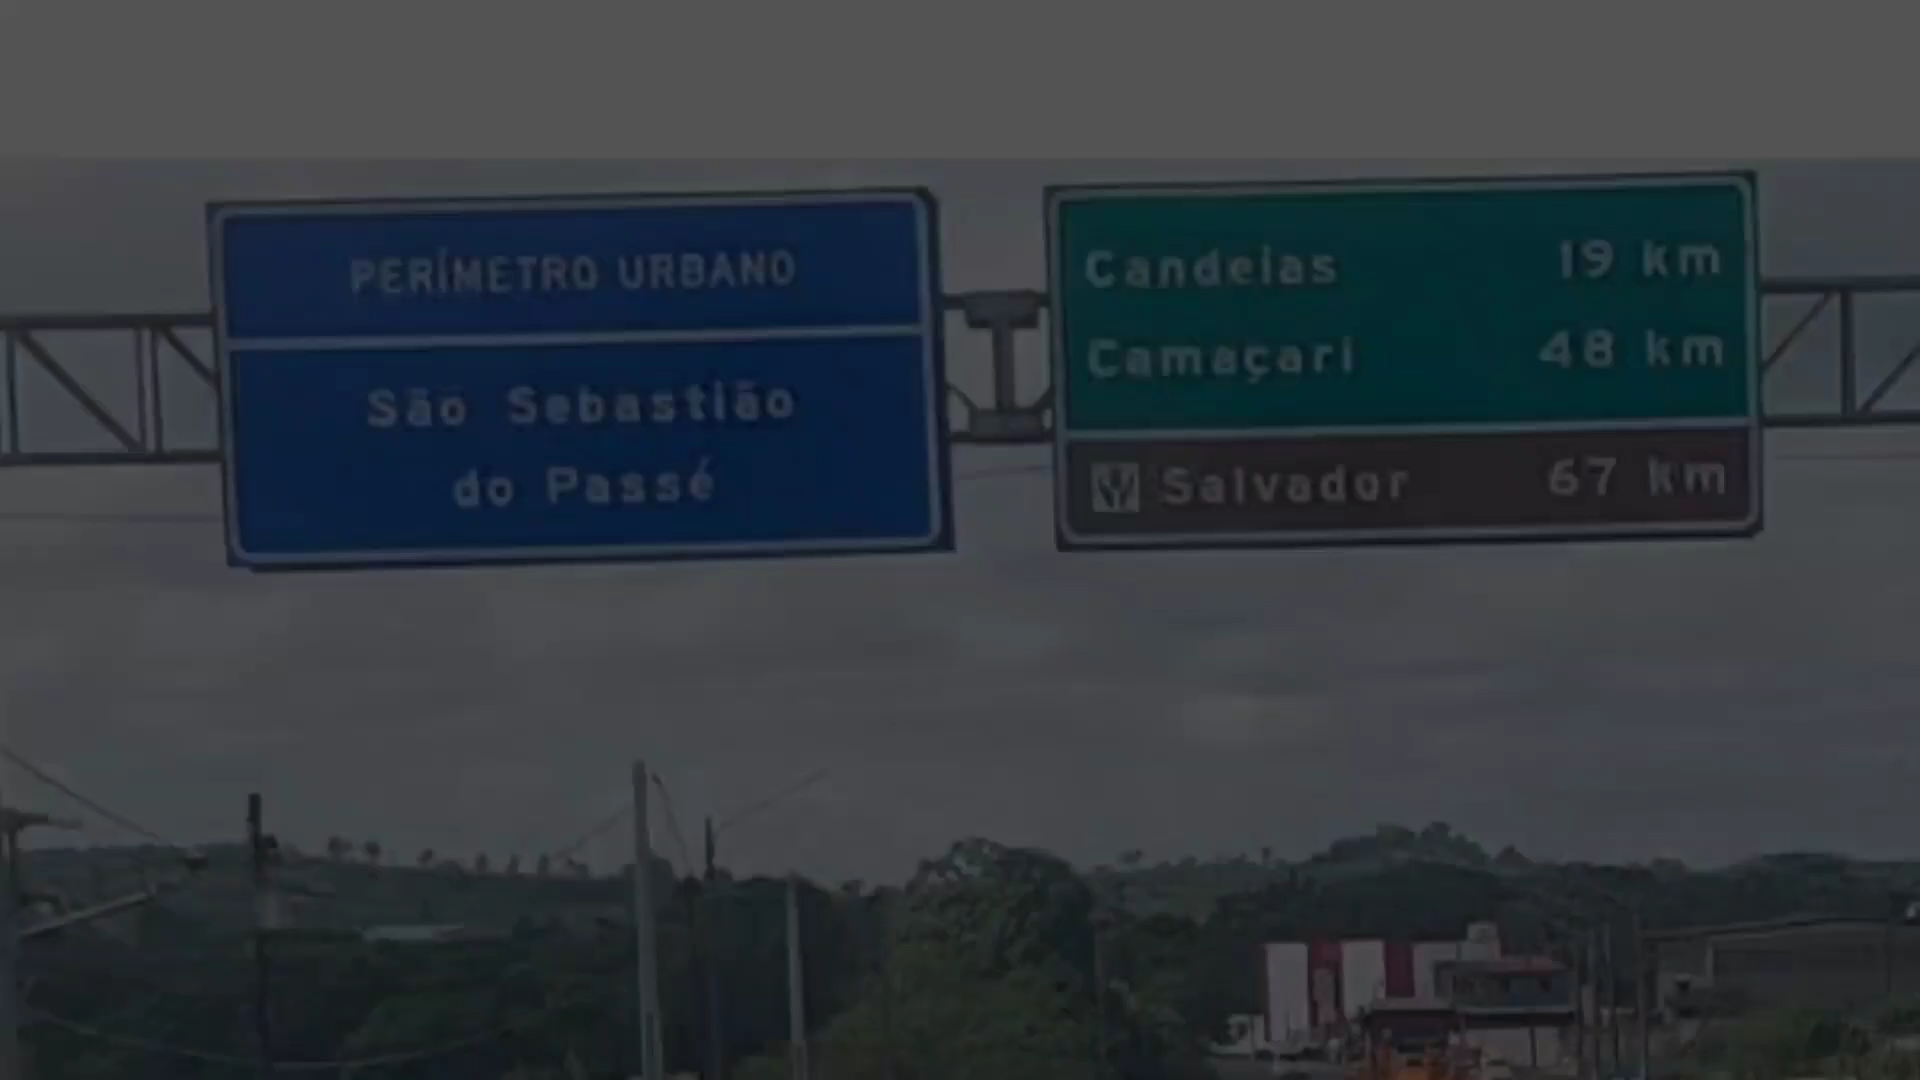 PERÍMETRO URBANO
São Sebastião
do Passé
Candeias 19 km
Camaçari 48 km
Salvador 67 km